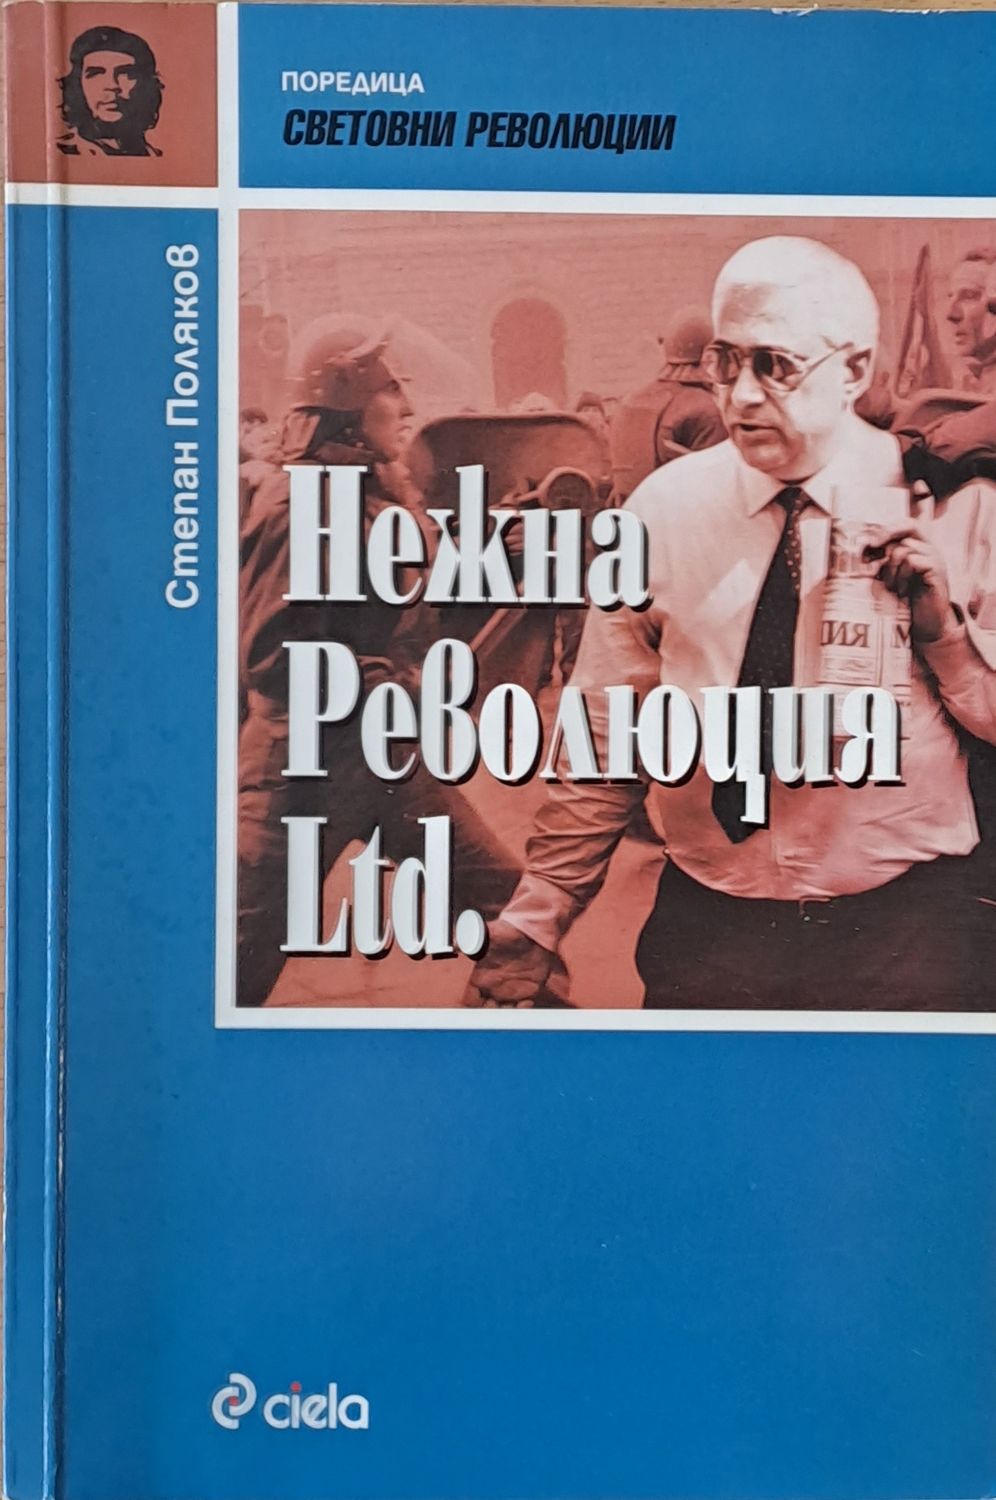 ПОРЕДИЦА
СВЕТОВНИ РЕВОЛЮЦИИ
Степан Поляков
Нежна
Революция
Ltd.
ciela